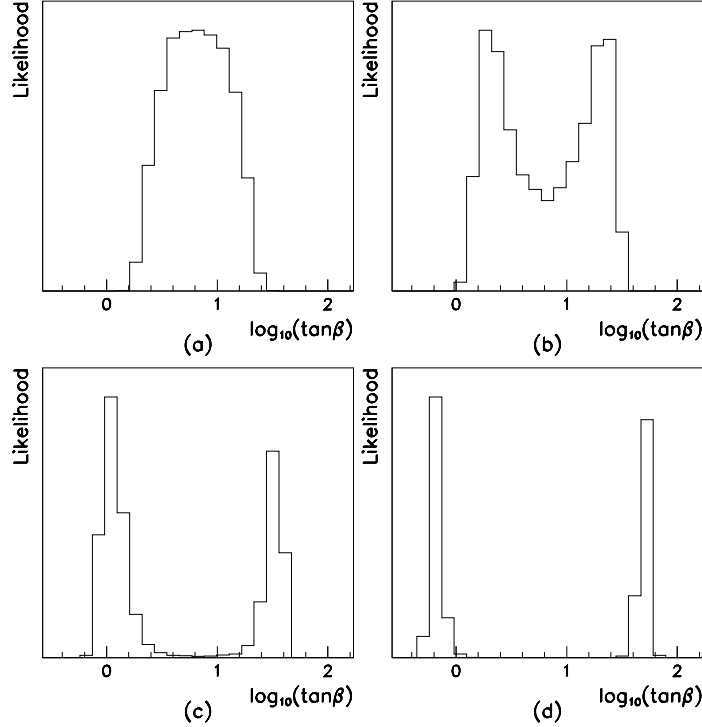 Likelihood
Likelihood
0 1 2
0 1 2
log₁₀(tanβ)
log₁₀(tanβ)
(a)
(b)
Likelihood
Likelihood
0 1 2
0 1 2
log₁₀(tanβ)
log₁₀(tanβ)
(c)
(d)